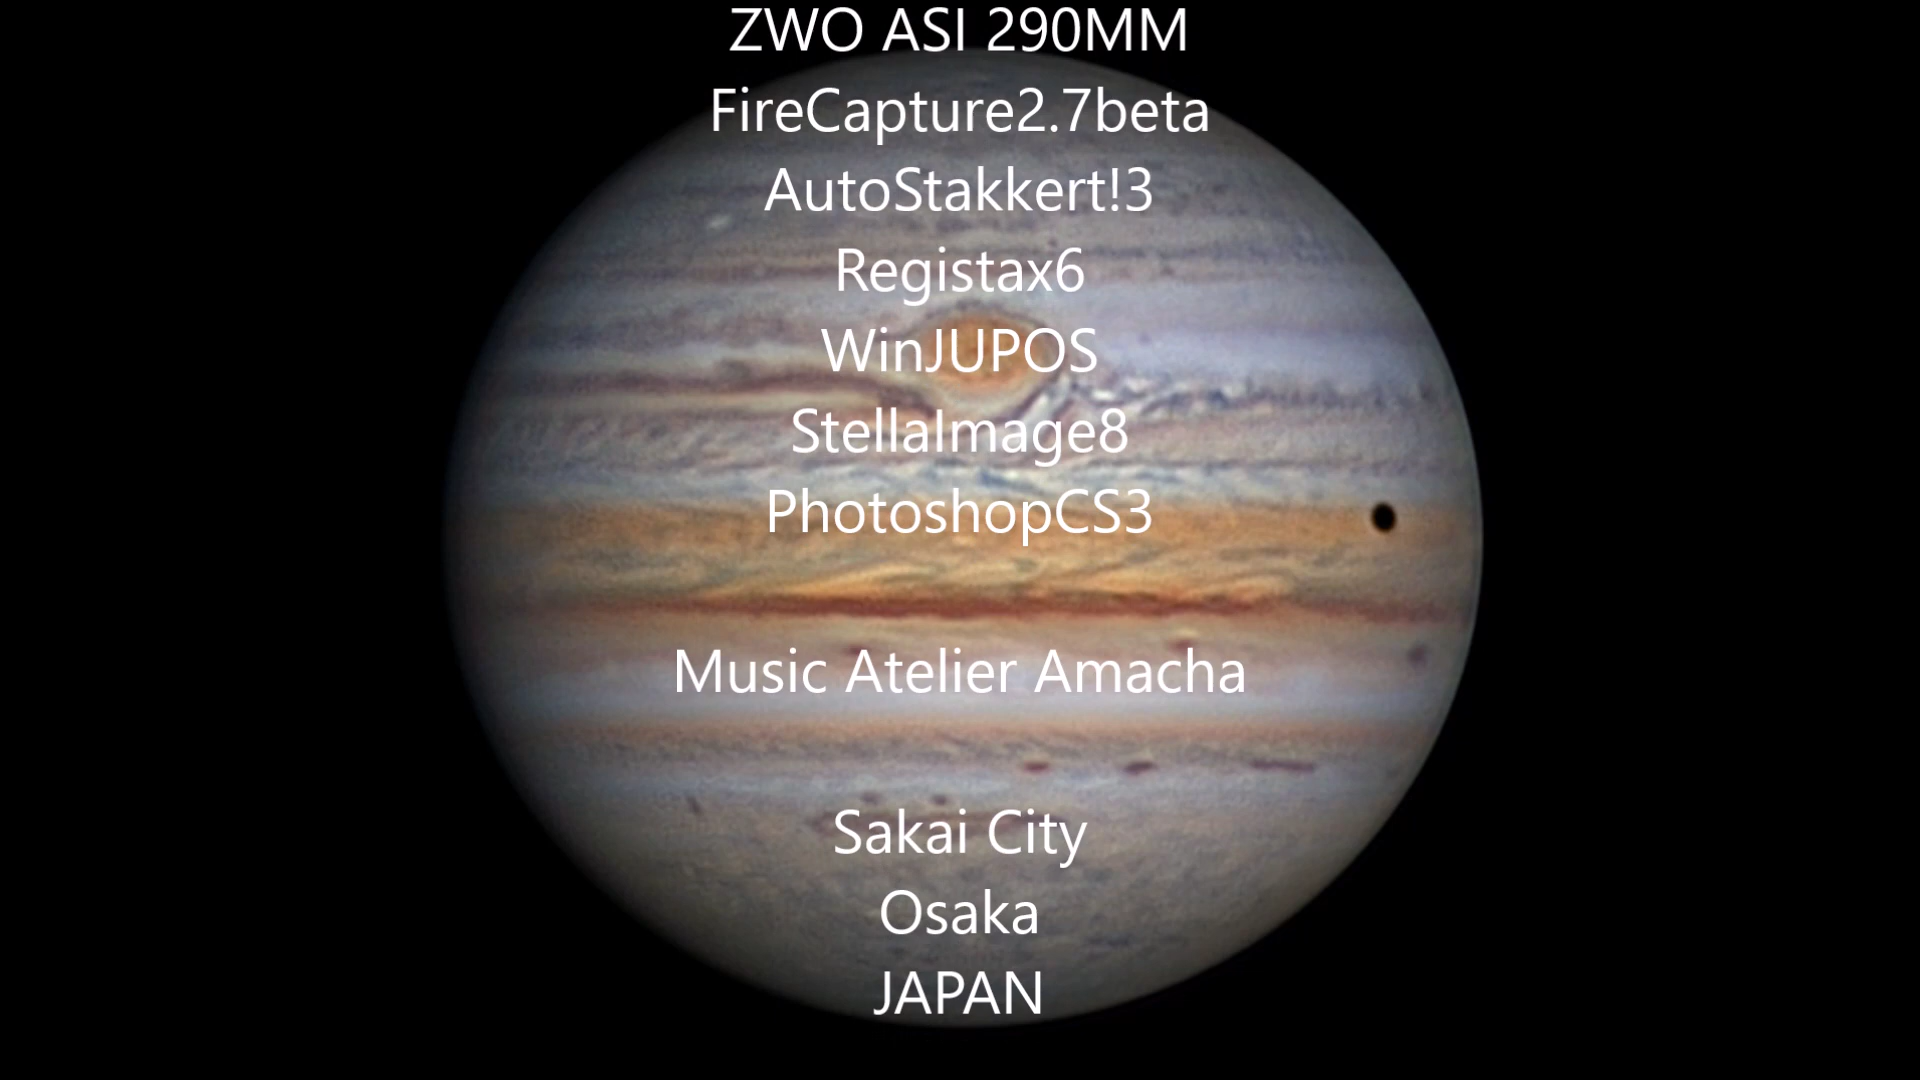 ZWO ASI 290MM
FireCapture2.7beta
AutoStakkert!3
Registax6
WinJUPOS
StellaImage8
PhotoshopCS3
Music Atelier Amacha
Sakai City
Osaka
JAPAN